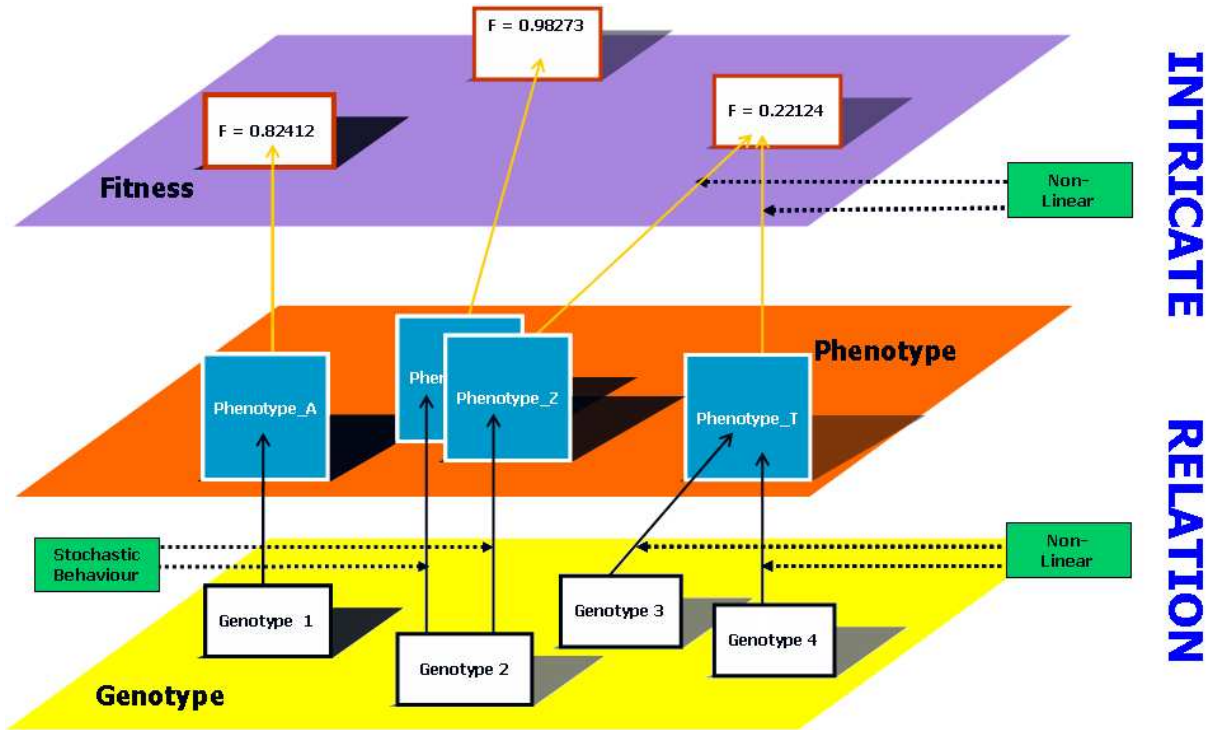 F = 0.98273
F = 0.82412
F = 0.22124
Fitness
Non-
Linear
Phenotype
Phenotype_A
Phenotype_Z
Phenotype_T
Stochastic
Behaviour
Non-
Linear
Genotype 1
Genotype 2
Genotype 3
Genotype 4
Genotype
INTRICATE
RELATION